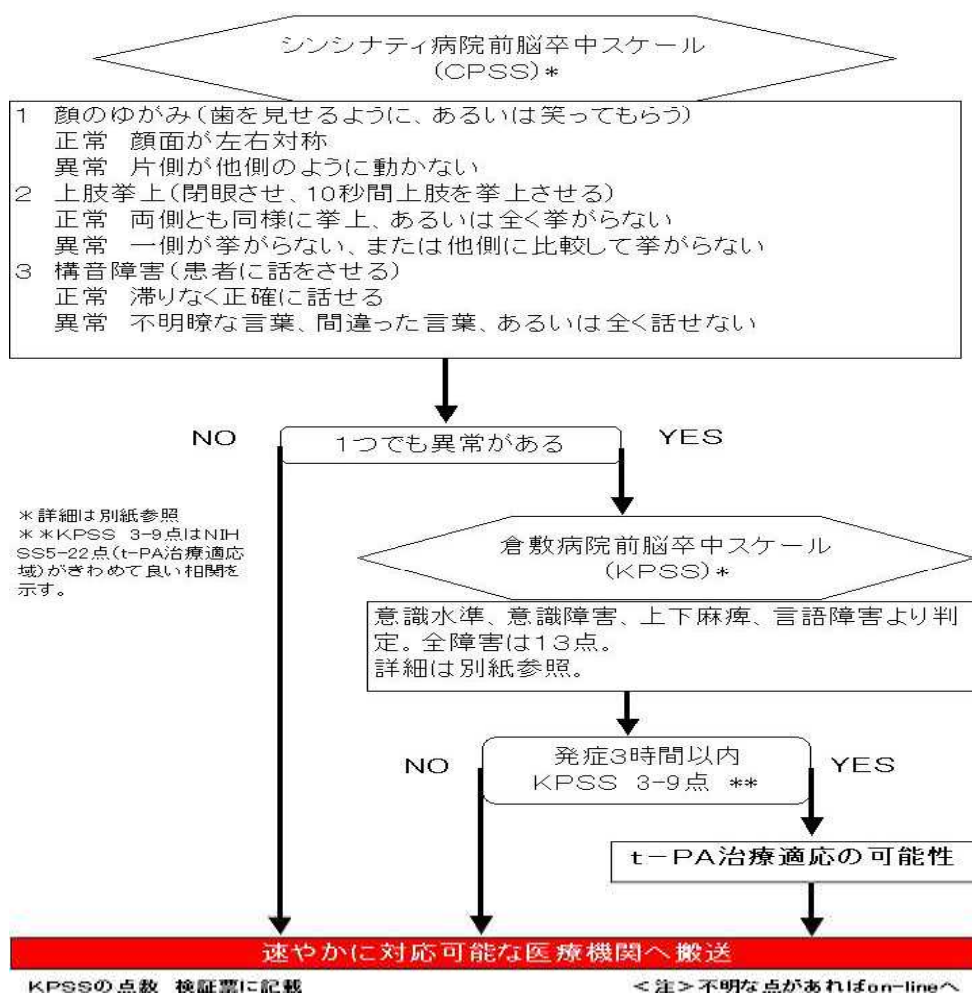 シンシナティ病院前脳卒中スケール
(CPSS)*
1 顔のゆがみ(歯を見せるように、あるいは笑ってもらう)
正常 顔面が左右対称
異常 片側が他側のように動かない
2 上肢挙上(閉眼させ、10秒間上肢を挙上させる)
正常 両側とも同様に挙上、あるいは全く挙がらない
異常 一側が挙がらない、または他側に比較して挙がらない
3 構音障害(患者に話をさせる)
正常 滞りなく正確に話せる
異常 不明瞭な言葉、間違った言葉、あるいは全く話せない
NO
1つでも異常がある
YES
*詳細は別紙参照
**KPSS 3-9点はNIH
SS5-22点(t-PA治療適応
域)がきわめて良い相関を
示す。
倉敷病院前脳卒中スケール
(KPSS)*
意識水準、意識障害、上下麻痺、言語障害より判
定。全障害は13点。
詳細は別紙参照。
NO
発症3時間以内
KPSS 3-9点 **
YES
t-PA治療適応の可能性
速やかに対応可能な医療機関へ搬送
KPSSの点数 検証票に記載
<注>不明な点があればon-lineへ